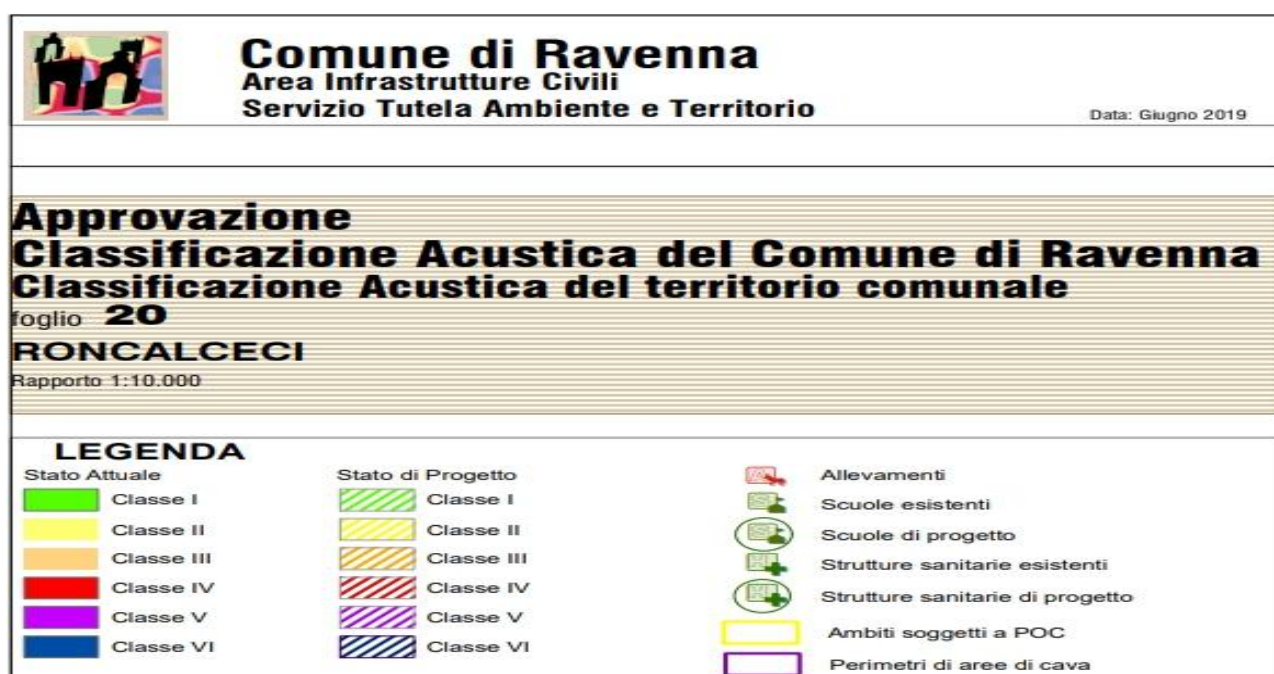 Comune di Ravenna
Area Infrastrutture Civili
Servizio Tutela Ambiente e Territorio
Data: Giugno 2019
Approvazione
Classificazione Acustica del Comune di Ravenna
Classificazione Acustica del territorio comunale
foglio 20
RONCALCECI
Rapporto 1:10.000
LEGENDA
Stato Attuale
Classe I
Classe II
Classe III
Classe IV
Classe V
Classe VI
Stato di Progetto
Classe I
Classe II
Classe III
Classe IV
Classe V
Classe VI
Allevamenti
Scuole esistenti
Scuole di progetto
Strutture sanitarie esistenti
Strutture sanitarie di progetto
Ambiti soggetti a POC
Perimetri di aree di cava